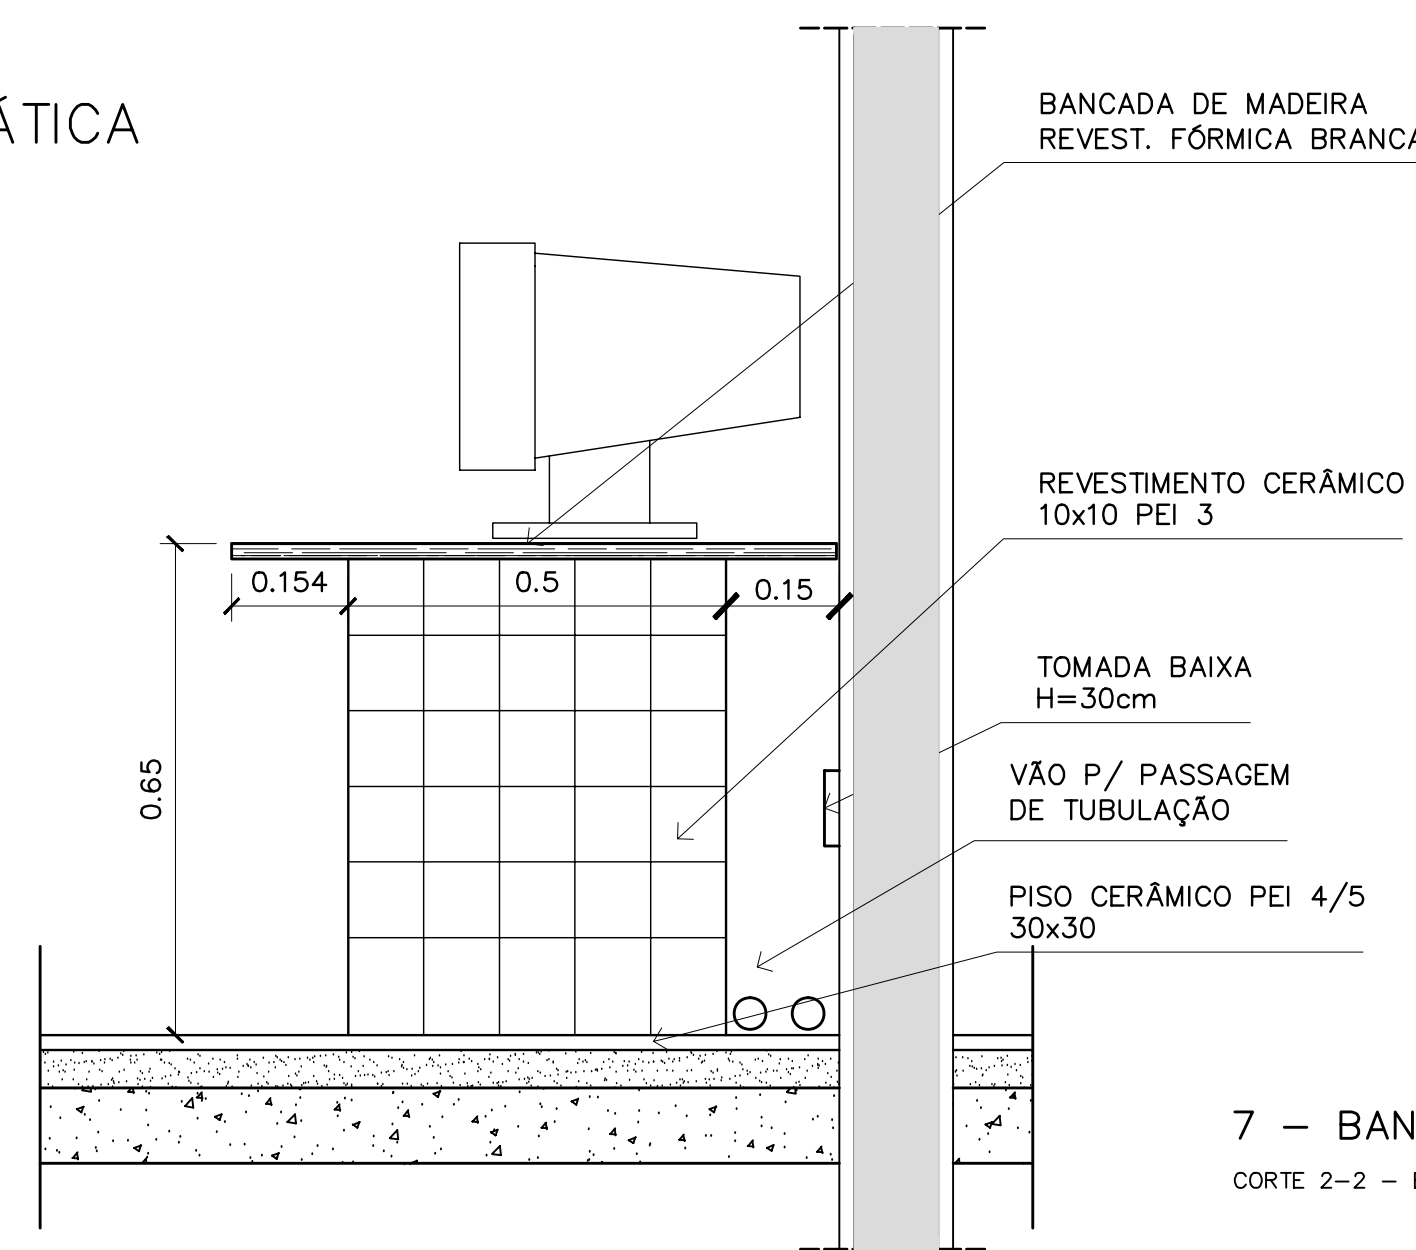 ÁTICA
BANCADA DE MADEIRA
REVEST. FÓRMICA BRANCA
REVESTIMENTO CERÂMICO
10x10 PEI 3
0.154
0.5
0.15
TOMADA BAIXA
H=30cm
0.65
VÃO P/ PASSAGEM
DE TUBULAÇÃO
PISO CERÂMICO PEI 4/5
30x30
7 - BAN
CORTE 2-2 -